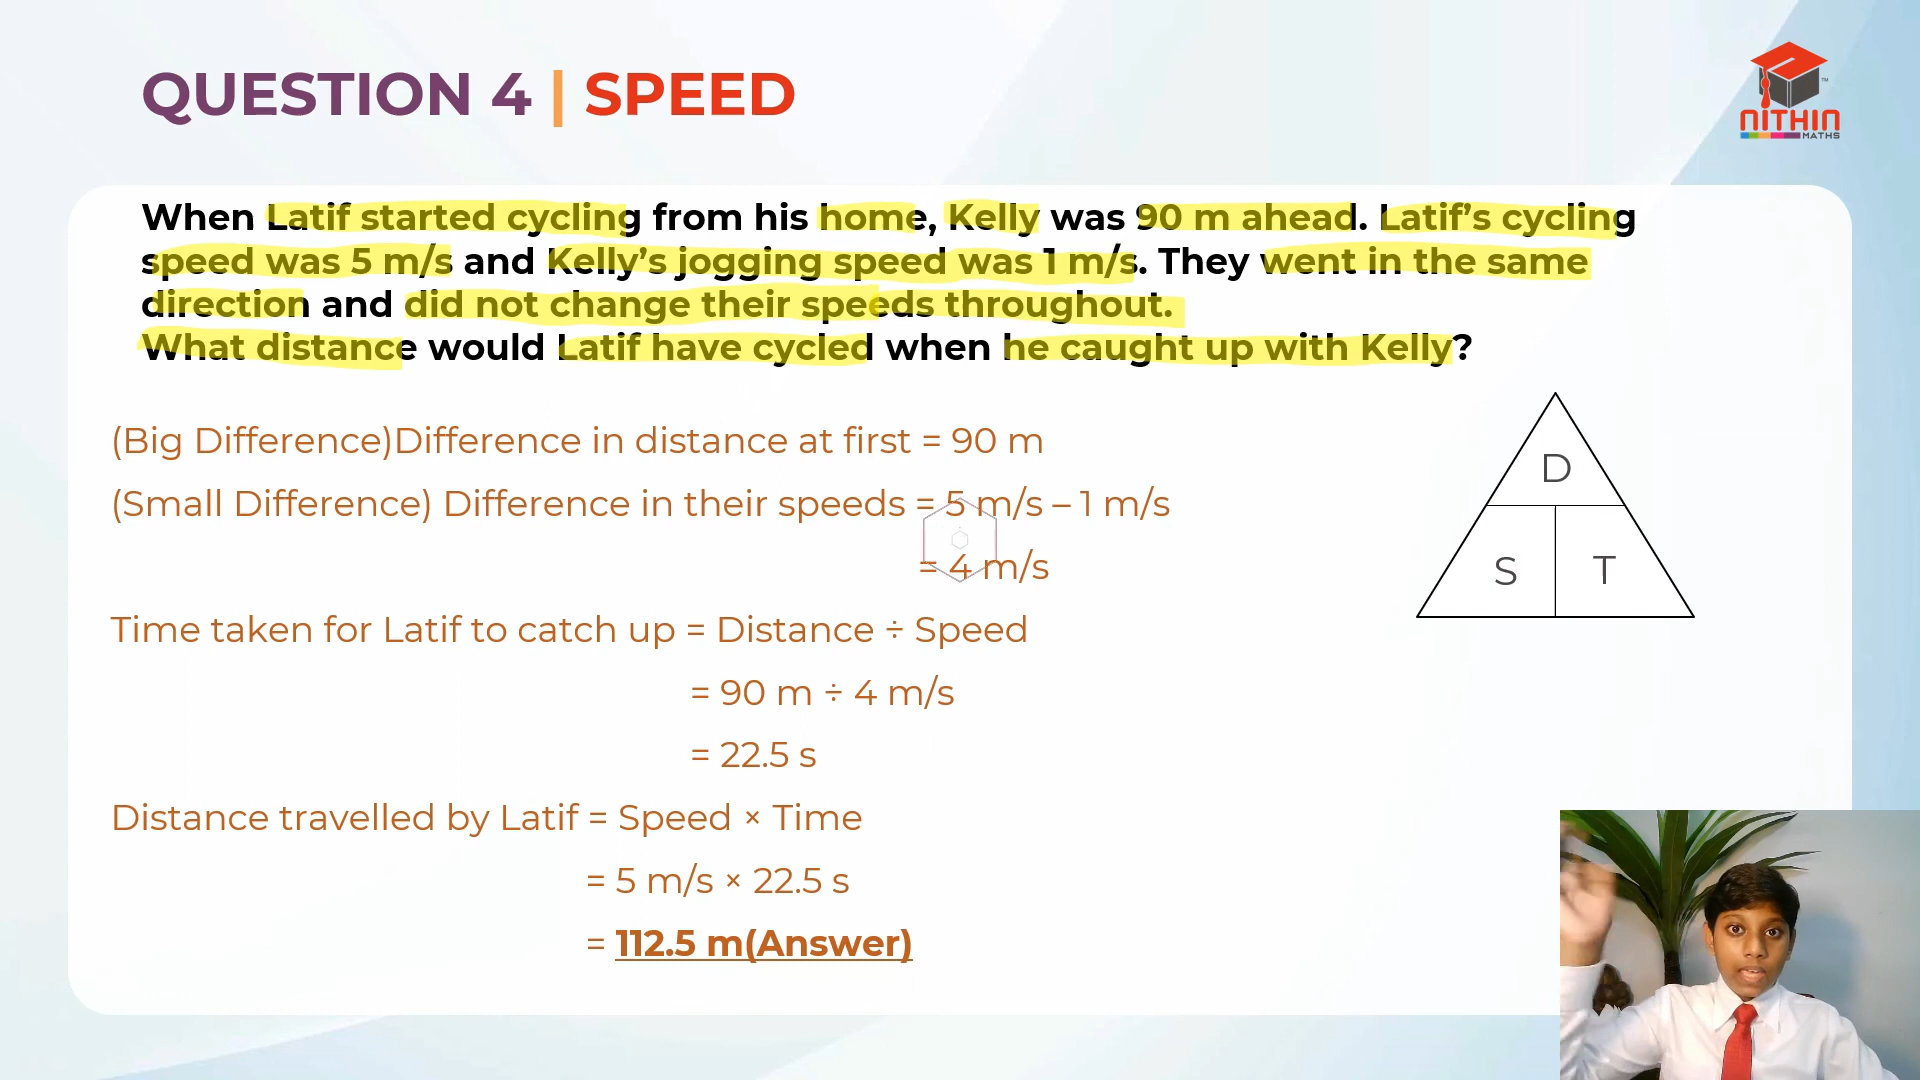 QUESTION 4 | SPEED
NITHIN
MATHS
When Latif started cycling from his home, Kelly was 90 m ahead. Latif’s cycling
speed was 5 m/s and Kelly’s jogging speed was 1 m/s. They went in the same
direction and did not change their speeds throughout.
What distance would Latif have cycled when he caught up with Kelly?
(Big Difference)Difference in distance at first = 90 m
(Small Difference) Difference in their speeds = 5 m/s – 1 m/s
= 4 m/s
Time taken for Latif to catch up = Distance ÷ Speed
= 90 m ÷ 4 m/s
= 22.5 s
Distance travelled by Latif = Speed × Time
= 5 m/s × 22.5 s
= 112.5 m(Answer)
D
S T